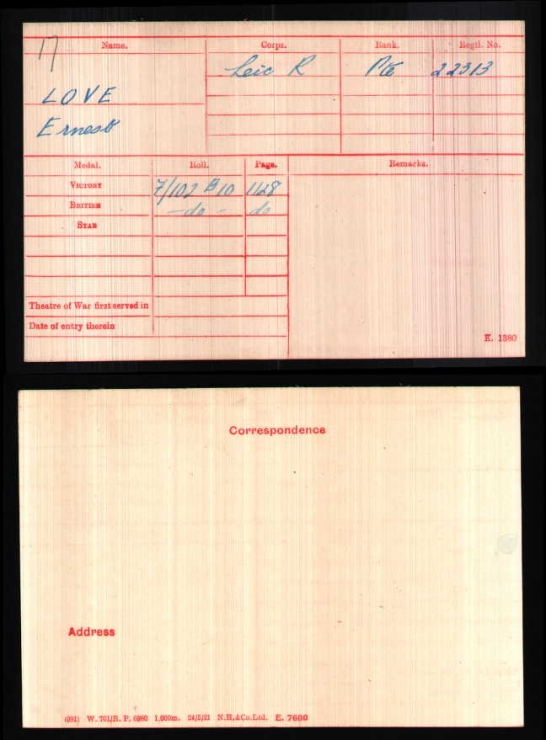 17
Name. Corps. Rank. Regtl. No.
Leic R Pte 22313
LOVE
Ernest
Medal. Roll. Page. Remarks.
VICTORY 7/102 B10 1128
BRITISH - do - do
STAR
Theatre of War first served in
Date of entry therein
K. 1380
Correspondence
Address
(981) W. 701/R. P. 6980 1,000m. 24/5/21 N.H.&Co.Ltd. E. 7600